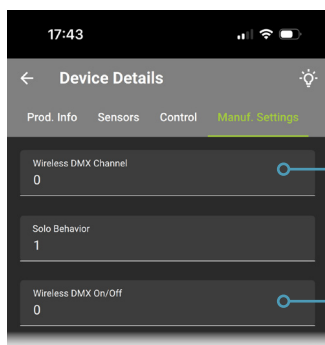 17:43
Device Details
Prod. Info Sensors Control Manuf. Settings
Wireless DMX Channel
0
Solo Behavior
1
Wireless DMX On/Off
0